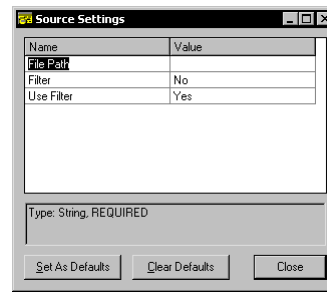 Source Settings
Name Value
File Path
Filter No
Use Filter Yes
Type: String, REQUIRED
Set As Defaults Clear Defaults Close